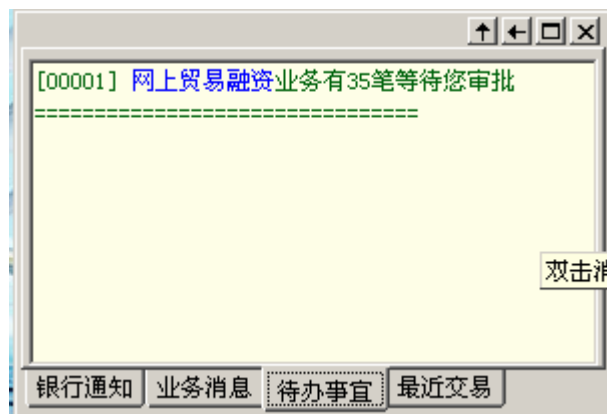 [00001] 网上贸易融资业务有35笔等待您审批
================================
双击消
银行通知 业务消息 待办事宜 最近交易